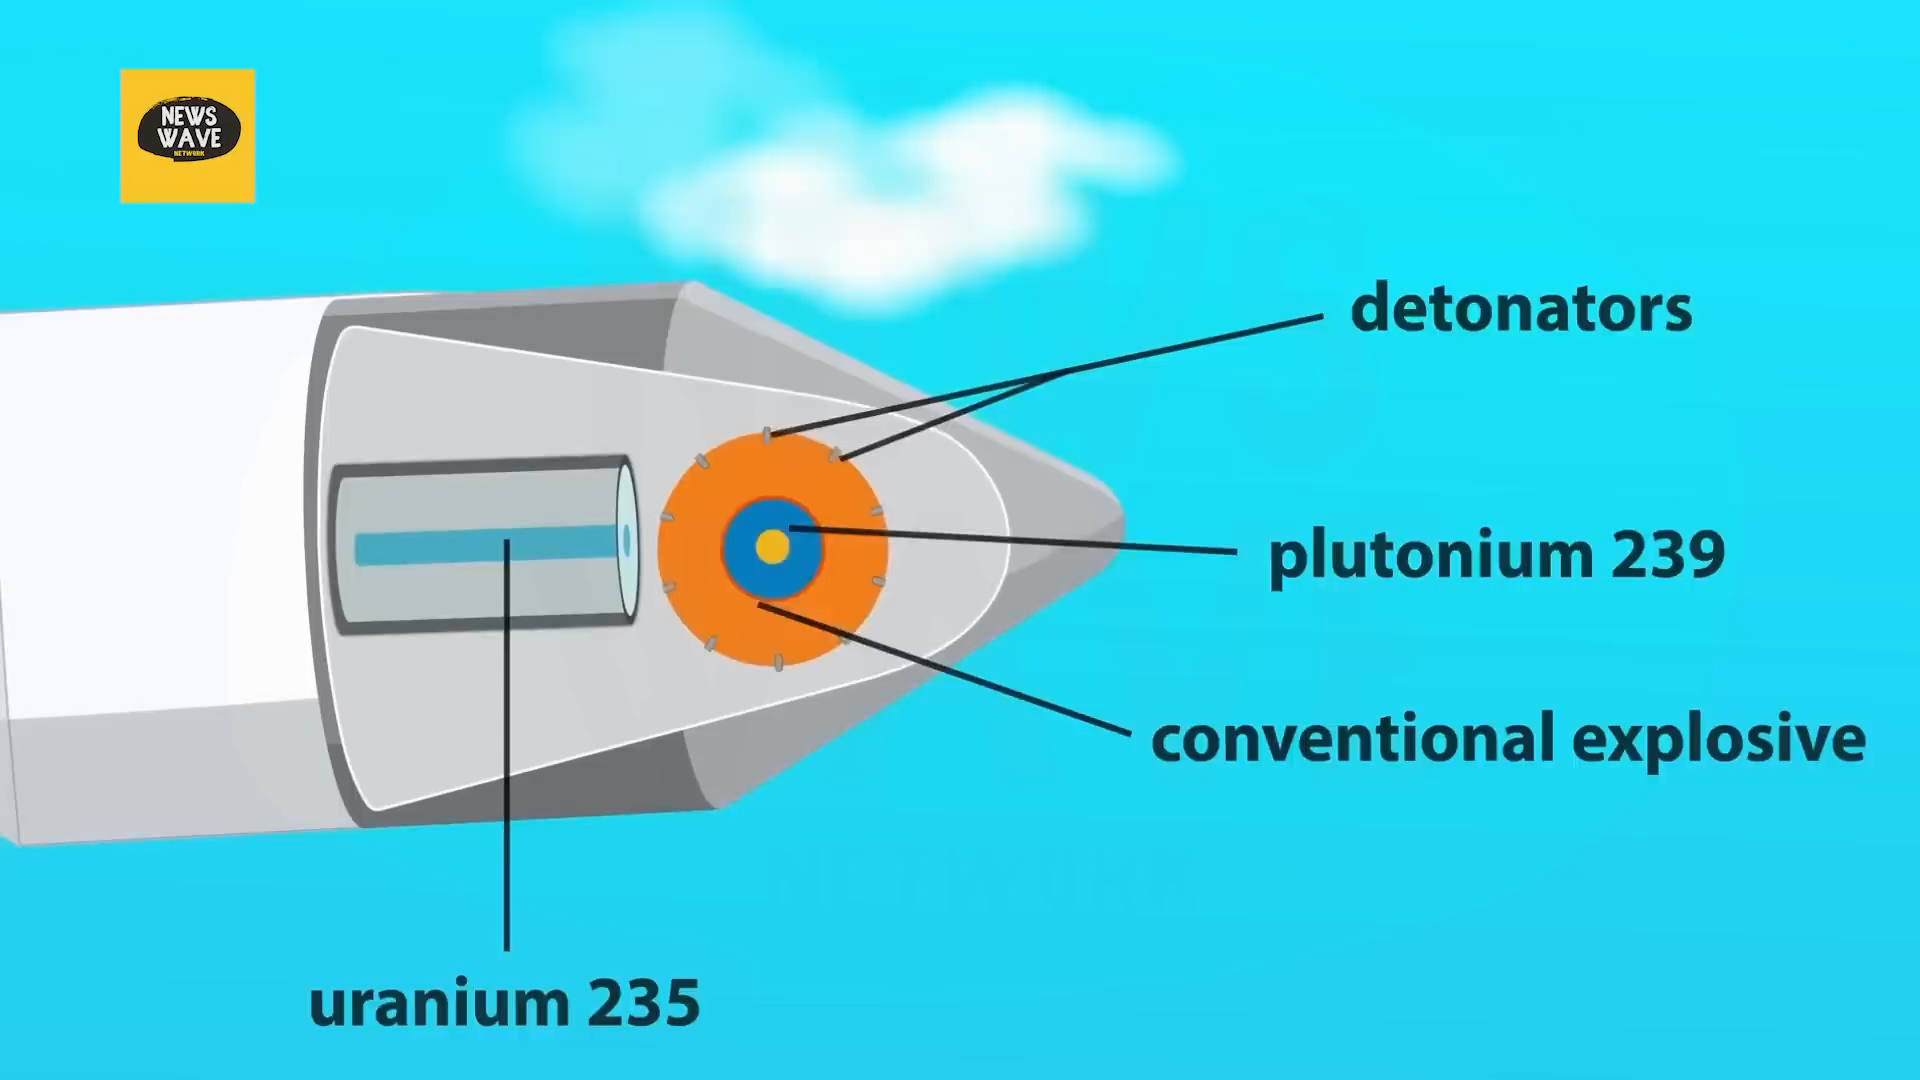 NEWS
WAVE
NETWORK
detonators
plutonium 239
conventional explosive
uranium 235